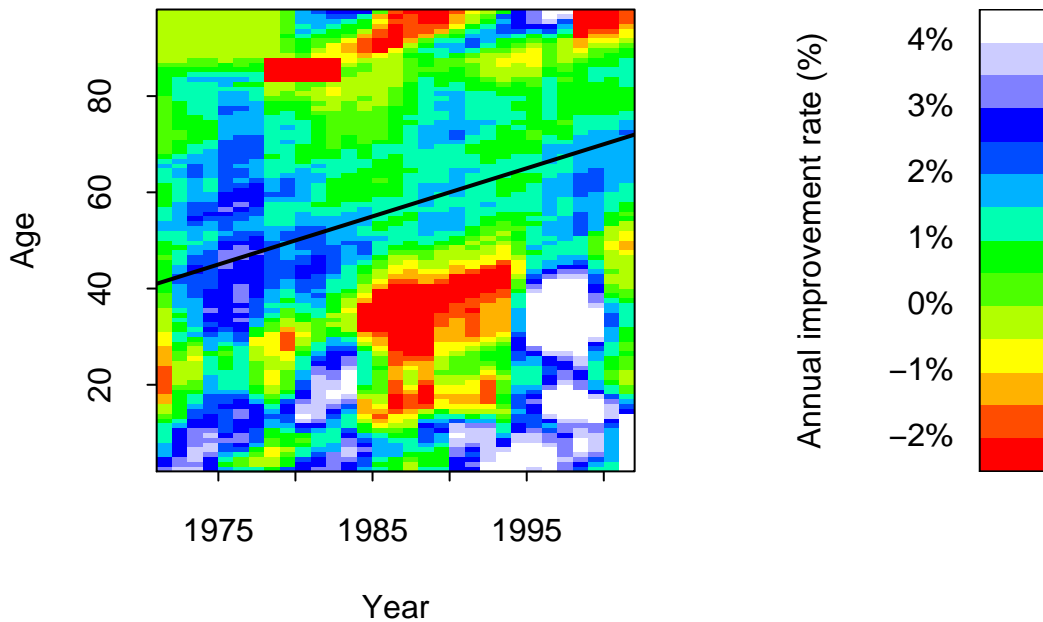 Age
80
60
40
20
1975 1985 1995
Year
Annual improvement rate (%)
4%
3%
2%
1%
0%
−1%
−2%